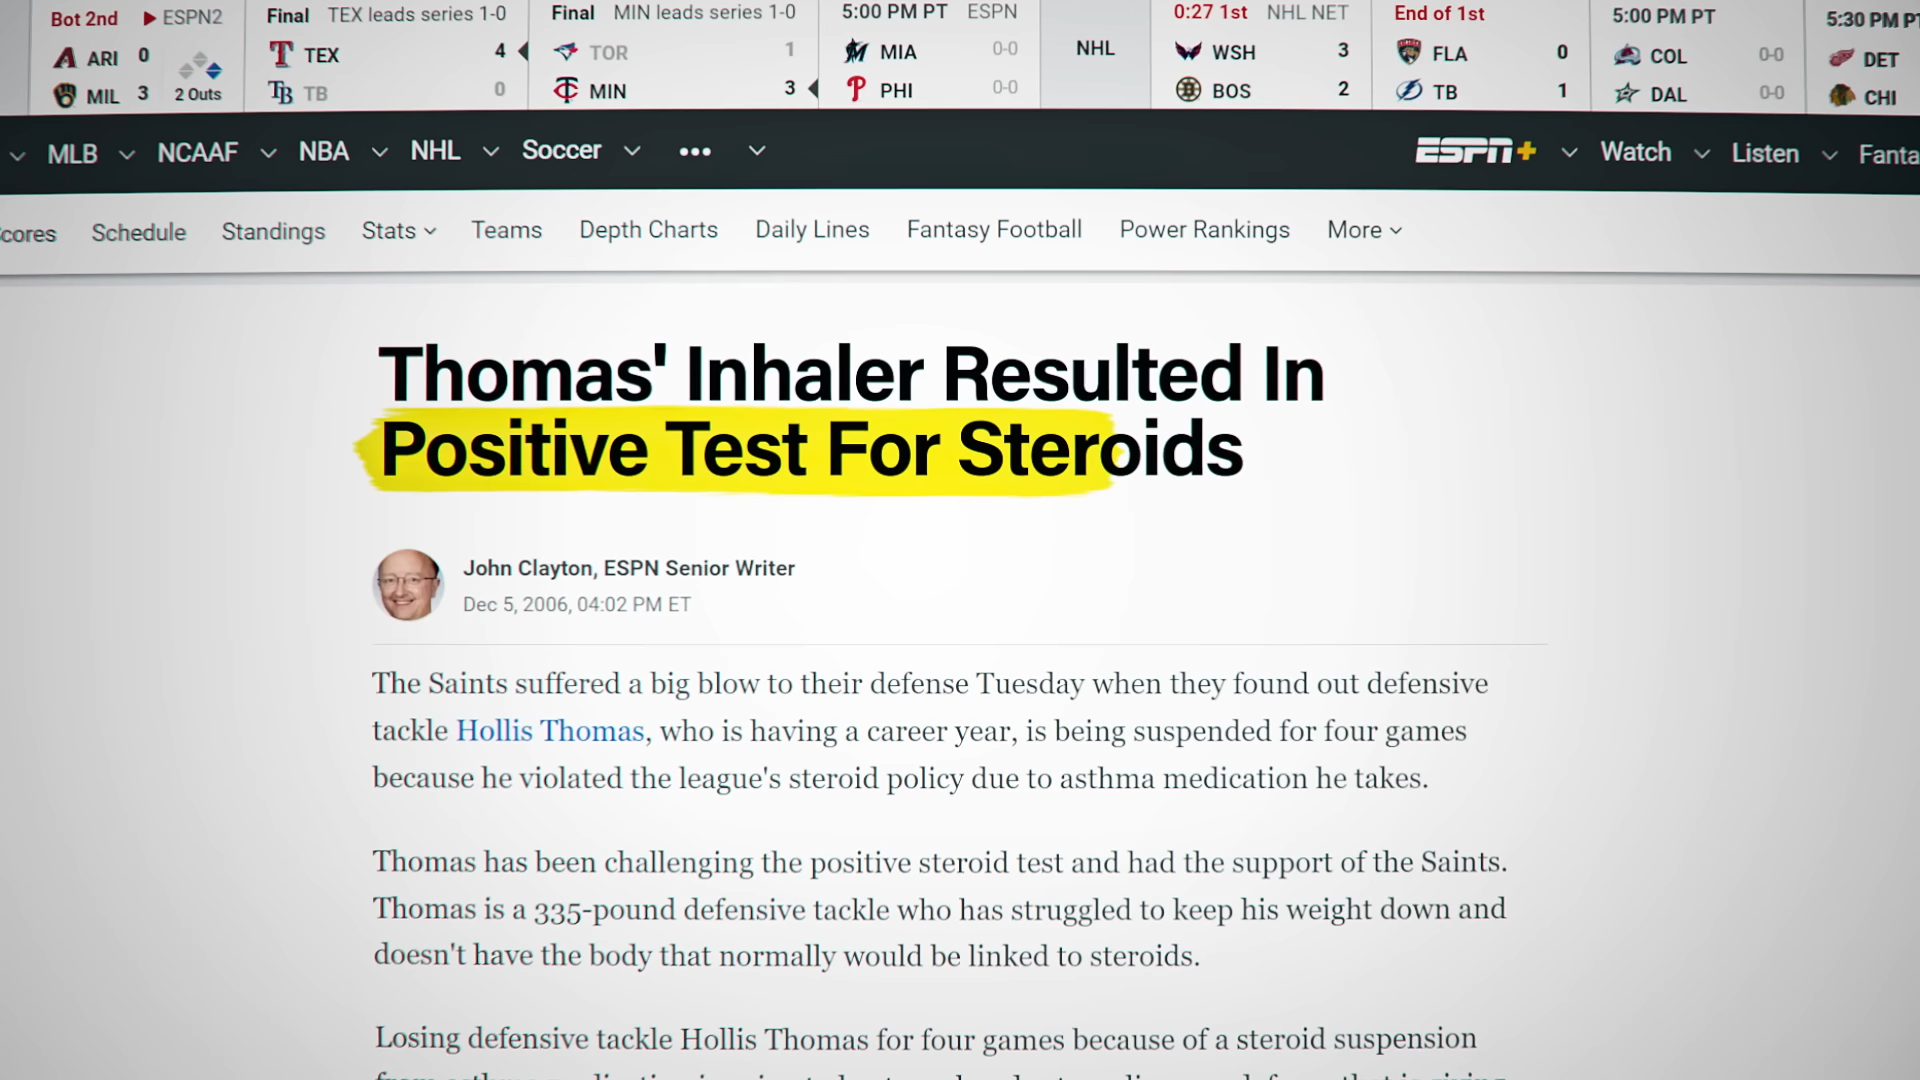 Bot 2nd ESPN2
ARI 0
MIL 3 2 Outs
Final TEX leads series 1-0
TEX 4
TB 0
Final MIN leads series 1-0
TOR 1
MIN 3
5:00 PM PT ESPN
MIA 0-0
PHI 0-0
NHL
0:27 1st NHL NET
WSH 3
BOS 2
End of 1st
FLA 0
TB 1
5:00 PM PT
COL 0-0
DAL 0-0
5:30 PM PT
DET
CHI
MLB NCAAF NBA NHL Soccer ••• ESPN+ Watch Listen Fanta
cores Schedule Standings Stats Teams Depth Charts Daily Lines Fantasy Football Power Rankings More
Thomas' Inhaler Resulted In
Positive Test For Steroids
John Clayton, ESPN Senior Writer
Dec 5, 2006, 04:02 PM ET
The Saints suffered a big blow to their defense Tuesday when they found out defensive
tackle Hollis Thomas, who is having a career year, is being suspended for four games
because he violated the league's steroid policy due to asthma medication he takes.
Thomas has been challenging the positive steroid test and had the support of the Saints.
Thomas is a 335-pound defensive tackle who has struggled to keep his weight down and
doesn't have the body that normally would be linked to steroids.
Losing defensive tackle Hollis Thomas for four games because of a steroid suspension